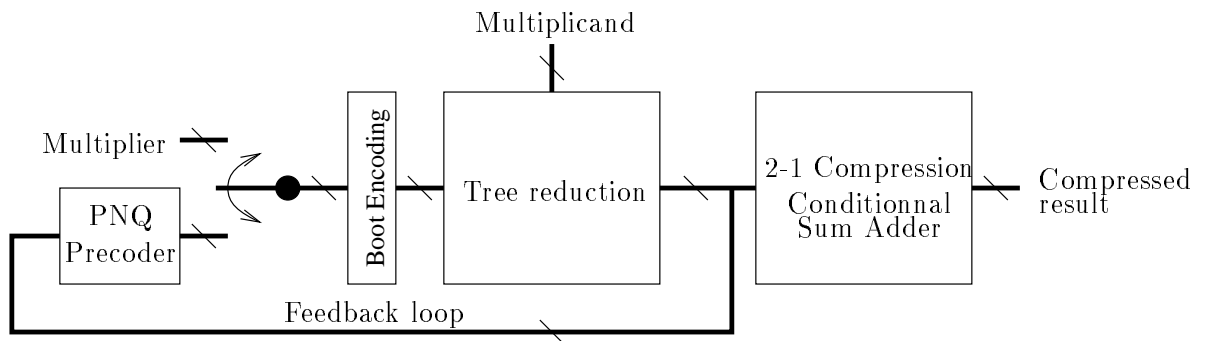 Multiplicand
Multiplier
PNQ
Precoder
Boot Encoding
Tree reduction
2-1 Compression
Conditionnal
Sum Adder
Compressed
result
Feedback loop